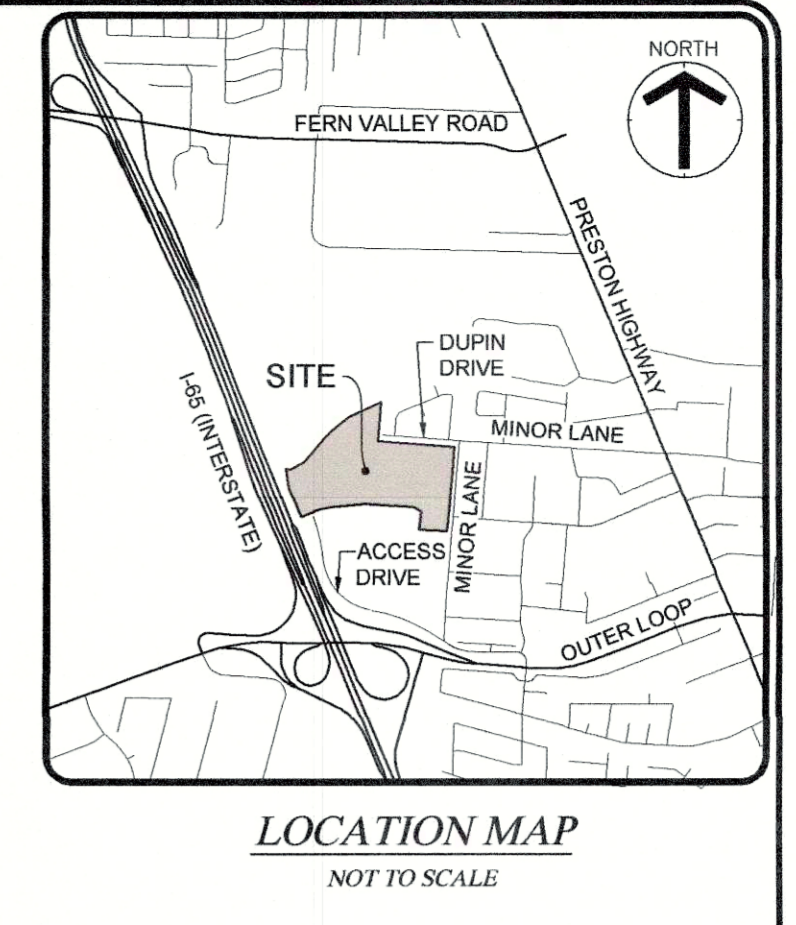 NORTH
FERN VALLEY ROAD
PRESTON HIGHWAY
DUPIN
DRIVE
SITE
I-65 (INTERSTATE)
MINOR LANE
MINOR LANE
ACCESS
DRIVE
OUTER LOOP
LOCATION MAP
NOT TO SCALE